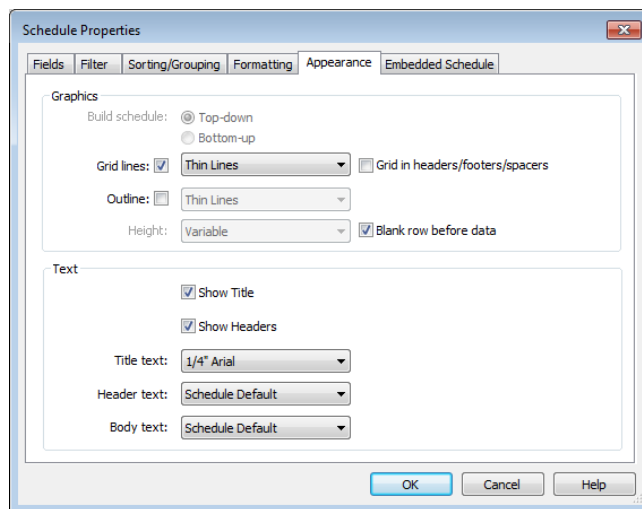 Schedule Properties
Fields Filter Sorting/Grouping Formatting Appearance Embedded Schedule
Graphics
Build schedule: Top-down
Bottom-up
Grid lines: Thin Lines Grid in headers/footers/spacers
Outline: Thin Lines
Height: Variable Blank row before data
Text
Show Title
Show Headers
Title text: 1/4" Arial
Header text: Schedule Default
Body text: Schedule Default
OK Cancel Help